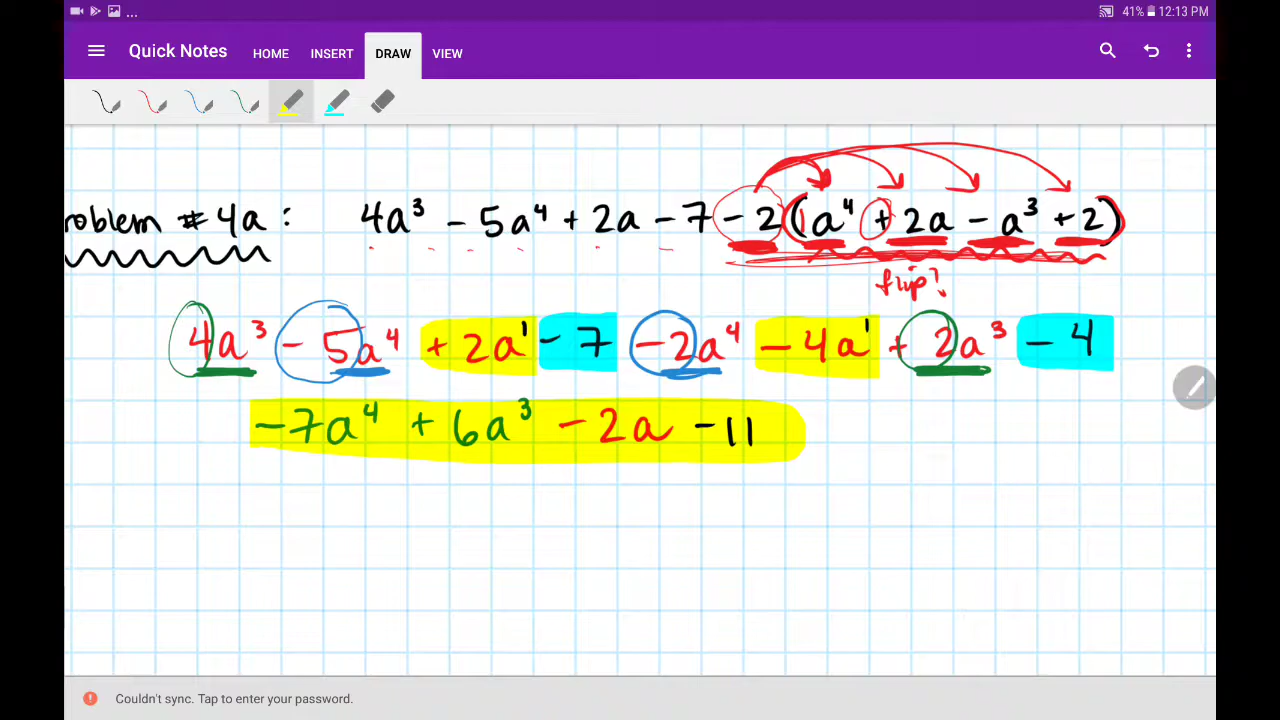 ... 41% 12:13 PM
Quick Notes HOME INSERT DRAW VIEW
roblem # 4a : 4a³ - 5a⁴ + 2a - 7 - 2 (1a⁴ + 2a - a³ + 2)
flip!
4a³ - 5a⁴ + 2a¹ - 7 - 2a⁴ - 4a¹ + 2a³ - 4
-7a⁴ + 6a³ - 2a - 11
Couldn't sync. Tap to enter your password.